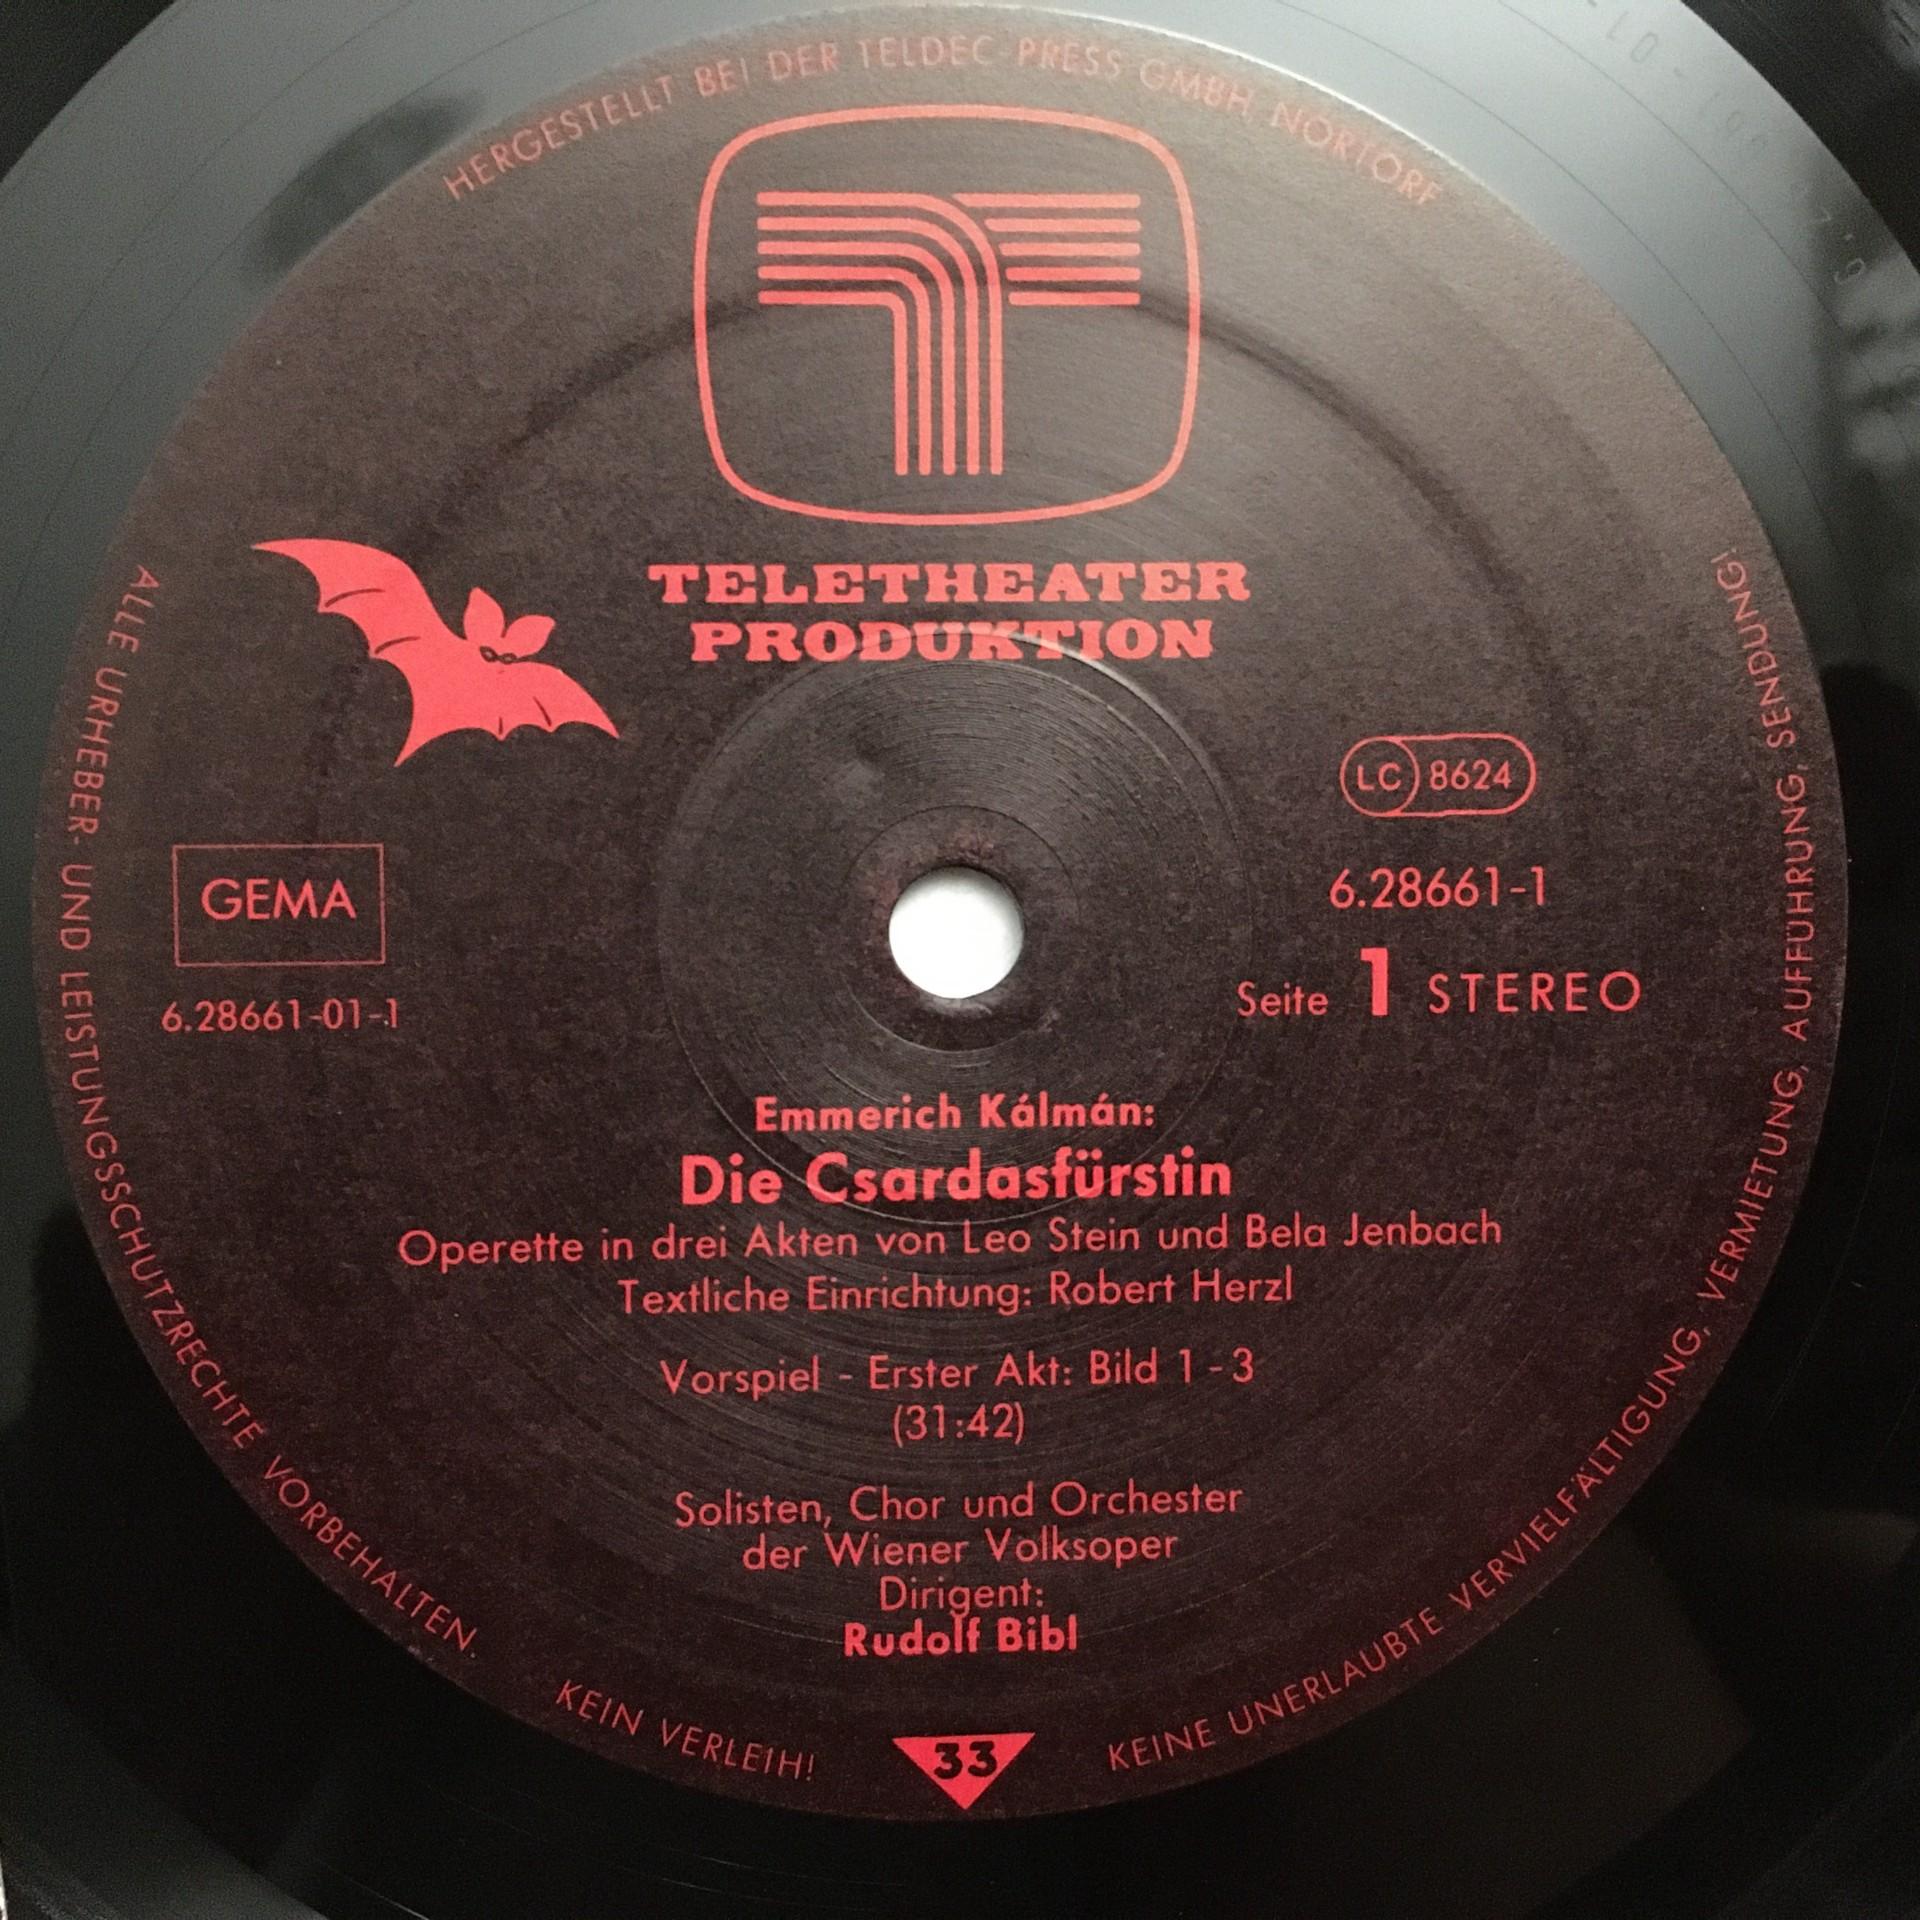 HERGESTELLT BEI DER TELDEC-PRESS GMBH, NORTORF
TELETHEATER
PRODUKTION
LC 8624
GEMA
6.28661-1
6.28661-01-1
Seite 1 STEREO
Emmerich Kálmán:
Die Csardasfürstin
Operette in drei Akten von Leo Stein und Bela Jenbach
Textliche Einrichtung: Robert Herzl
Vorspiel - Erster Akt: Bild 1 - 3
(31:42)
Solisten, Chor und Orchester
der Wiener Volksoper
Dirigent:
Rudolf Bibl
33
ALLE URHEBER- UND LEISTUNGSSCHUTZRECHTE VORBEHALTEN
KEIN VERLEIH!
KEINE UNERLAUBTE VERVIELFÄLTIGUNG, VERMIETUNG, AUFFÜHRUNG, SENDUNG!